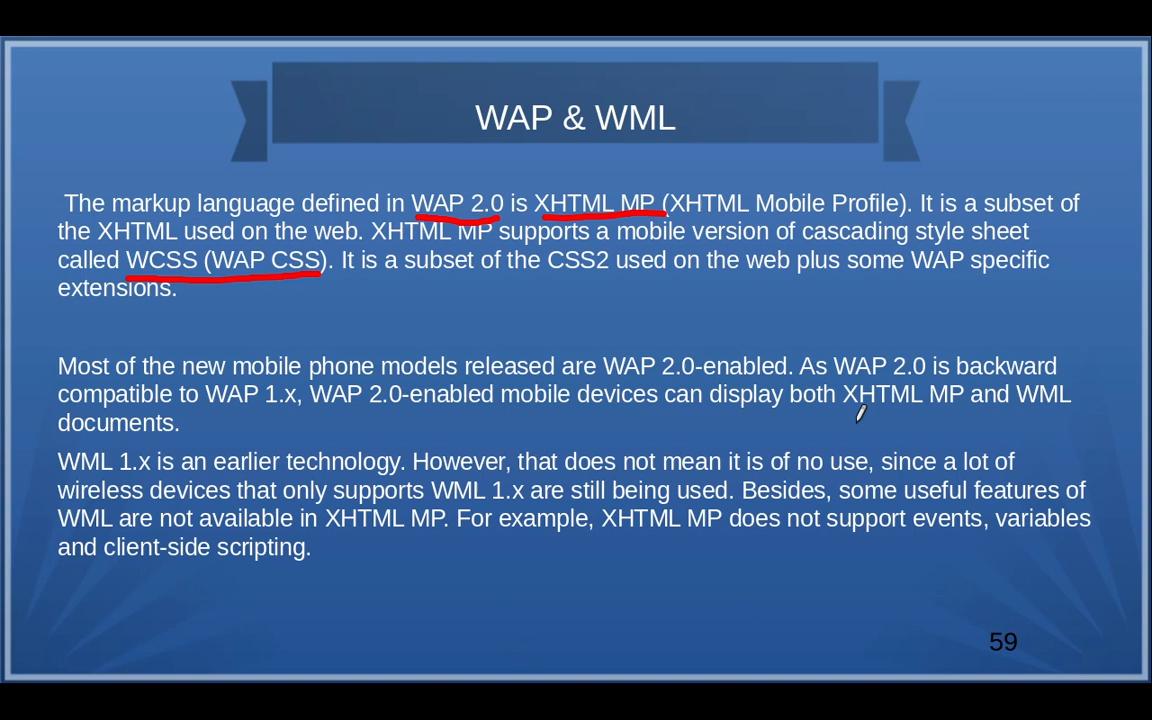 WAP & WML
The markup language defined in WAP 2.0 is XHTML MP (XHTML Mobile Profile). It is a subset of
the XHTML used on the web. XHTML MP supports a mobile version of cascading style sheet
called WCSS (WAP CSS). It is a subset of the CSS2 used on the web plus some WAP specific
extensions.
Most of the new mobile phone models released are WAP 2.0-enabled. As WAP 2.0 is backward
compatible to WAP 1.x, WAP 2.0-enabled mobile devices can display both XHTML MP and WML
documents.
WML 1.x is an earlier technology. However, that does not mean it is of no use, since a lot of
wireless devices that only supports WML 1.x are still being used. Besides, some useful features of
WML are not available in XHTML MP. For example, XHTML MP does not support events, variables
and client-side scripting.
59